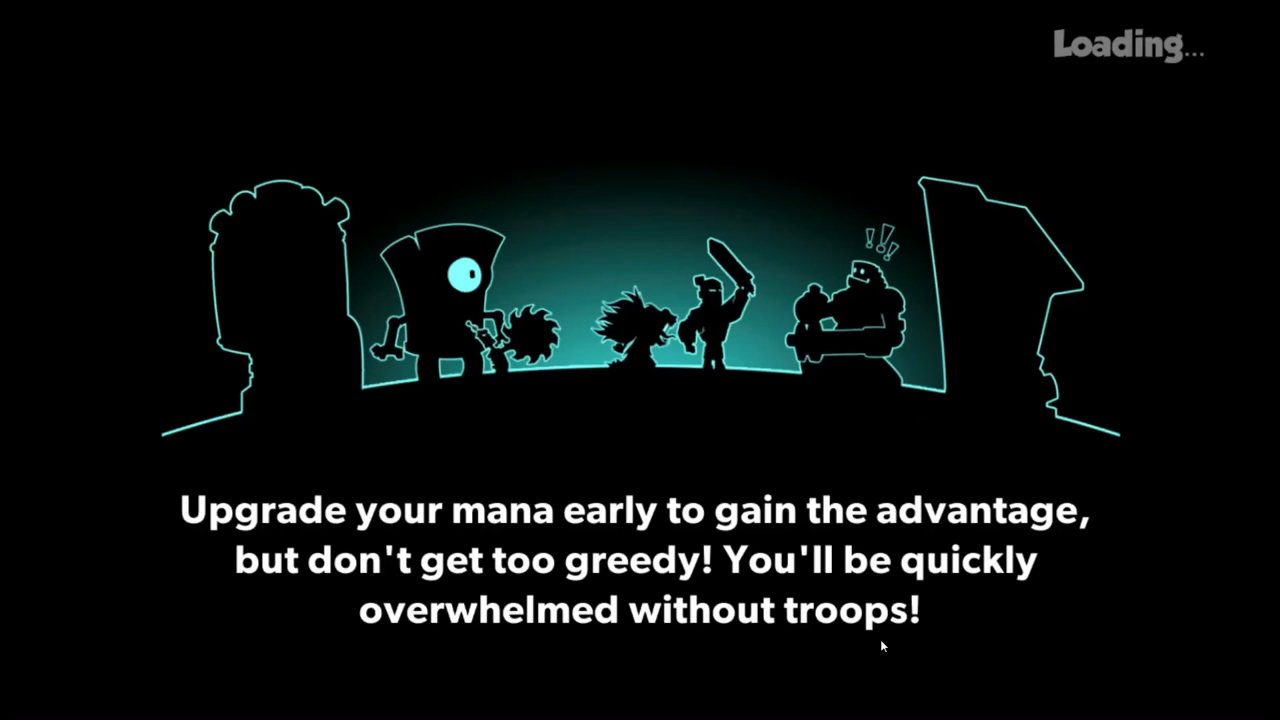 Loading...
Upgrade your mana early to gain the advantage,
but don't get too greedy! You'll be quickly
overwhelmed without troops!